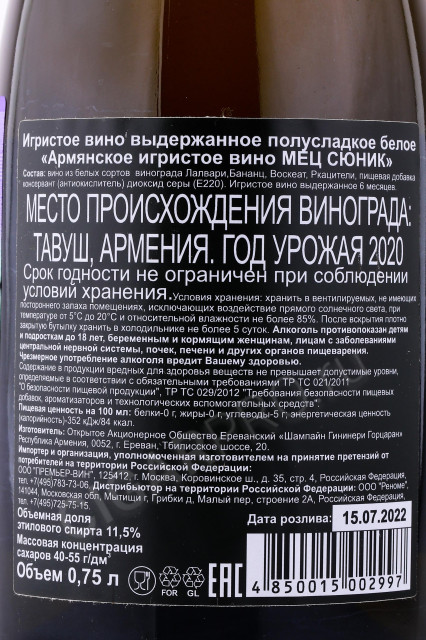 Игристое вино выдержанное полусладкое белое
«Армянское игристое вино МЕЦ СЮНИК»
Состав: вино из белых сортов винограда Лалвари,Бананц, Воскеат, Ркацители, пищевая добавка
консервант (антиокислитель) диоксид серы (Е220). Игристое вино выдержанное 6 месяцев.
МЕСТО ПРОИСХОЖДЕНИЯ ВИНОГРАДА:
ТАВУШ, АРМЕНИЯ. ГОД УРОЖАЯ 2020
Срок годности не ограничен при соблюдении
условий хранения. Условия хранения: хранить в вентилируемых, не имеющих
постороннего запаха помещениях, исключающих воздействие прямого солнечного света, при
температуре от 5°С до 20°С и относительной влажности не более 85%. После вскрытия плотно
закрытую бутылку хранить в холодильнике не более 5 суток. Алкоголь противопоказан детям
и подросткам до 18 лет, беременным и кормящим женщинам, лицам с заболеваниями
центральной нервной системы, почек, печени и других органов пищеварения.
Чрезмерное употребление алкоголя вредит Вашему здоровью.
Содержание в продукции вредных для здоровья веществ не превышает допустимые уровни,
определяемые в соответствии с обязательными требованиями ТР ТС 021/2011
"О безопасности пищевой продукции", ТР ТС 029/2012 "Требования безопасности пищевых
добавок, ароматизаторов и технологических вспомогательных средств".
Пищевая ценность на 100 мл: белки-0 г, жиры-0 г, углеводы-5 г; энергетическая ценность
(калорийность)-352 кДж/84 ккал.
Изготовитель: Открытое Акционерное Общество Ереванский «Шампайн Гининери Горцаран»
Республика Армения, 0052, г. Ереван, Тбилисское шоссе, 20.
Импортер и организация, уполномоченная изготовителем на принятие претензий от
потребителей на территории Российской Федерации:
ООО "ПРЕМЬЕР-ВИН", 125412, г. Москва, Коровинское ш., д. 35, стр. 4, Российская Федерация,
тел. +7(495)783-73-06. Дистрибьютор на территории Российской Федерации: ООО "Реноме",
141044, Московская обл, Мытищи г, Грибки д, Малый пер, строение 2А, Российская Федерация,
тел. +7(495)725-75-15.
Объемная доля
этилового спирта 11,5%
Массовая концентрация
сахаров 40-55 г/дм³
Объем 0,75 л
FOR
GL
EAC
Дата розлива: 15.07.2022
4 850015 002997